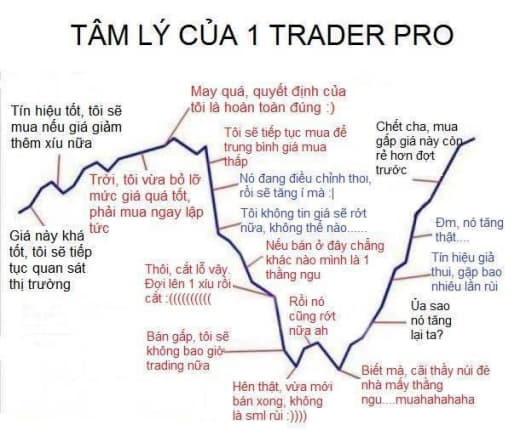 TÂM LÝ CỦA 1 TRADER PRO
May quá, quyết định của
tôi là hoàn toàn đúng :)
Tín hiệu tốt, tôi sẽ
mua nếu giá giảm
thêm xíu nữa
Giá này khá
tốt, tôi sẽ tiếp
tục quan sát
thị trường
Trời, tôi vừa bỏ lỡ
mức giá quá tốt,
phải mua ngay lập
tức
Tôi sẽ tiếp tục mua để
trung bình giá mua
thấp
Nó đang điều chỉnh thoi,
rồi sẽ tăng í mà :|
Tôi không tin giá sẽ rớt
nữa, không thể nào......
Nếu bán ở đây chẳng
khác nào mình là 1
thằng ngu
Thôi, cắt lỗ vậy.
Đợi lên 1 xíu rồi
cắt :((((((((((
Bán gấp, tôi sẽ
không bao giờ
trading nữa
Hên thật, vừa mới
bán xong, không
là sml rùi :))))
Rồi nó
cũng rớt
nữa ah
Biết mà, cãi thầy núi đè
nhà mấy thằng
ngu....muahahahaha
Ủa sao
nó tăng
lại ta?
Tín hiệu giả
thui, gặp bao
nhiêu lần rùi
Đm, nó tăng
thật....
Chết cha, mua
gấp giá này còn
rẻ hơn đợt
trước